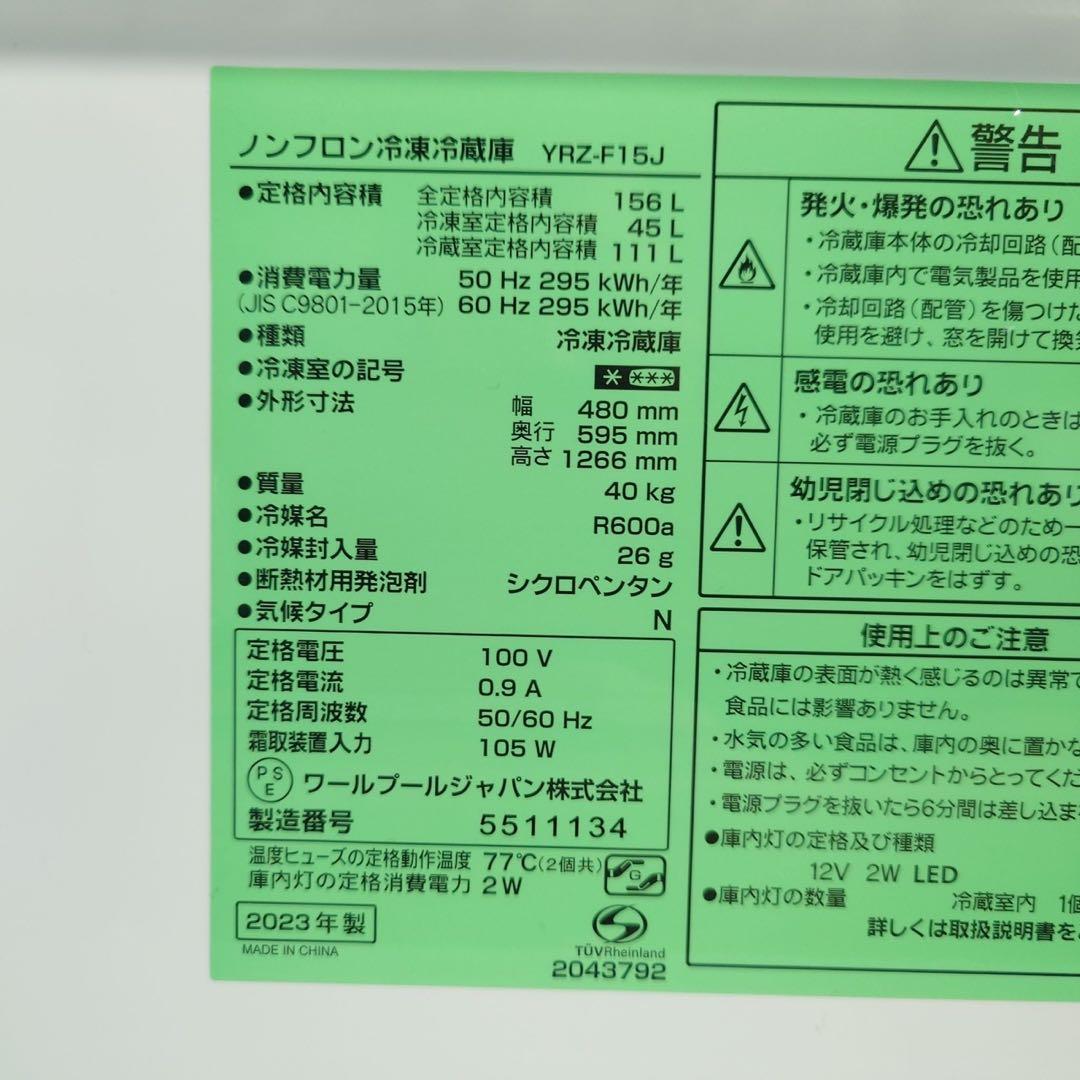 ノンフロン冷凍冷蔵庫 YRZ-F15J
●定格内容積 全定格内容積 156 L
冷凍室定格内容積 45 L
冷蔵室定格内容積 111 L
●消費電力量 50 Hz 295 kWh/年
(JIS C9801-2015年) 60 Hz 295 kWh/年
●種類 冷凍冷蔵庫
●冷凍室の記号 * ***
●外形寸法 幅 480 mm
奥行 595 mm
高さ 1266 mm
●質量 40 kg
●冷媒名 R600a
●冷媒封入量 26 g
●断熱材用発泡剤 シクロペンタン
●気候タイプ N
定格電圧 100 V
定格電流 0.9 A
定格周波数 50/60 Hz
霜取装置入力 105 W
PSE ワールプールジャパン株式会社
製造番号 5511134
温度ヒューズの定格動作温度 77℃(2個共)
庫内灯の定格消費電力 2W
G
2023年製
MADE IN CHINA
TÜVRheinland
2043792
警告
発火・爆発の恐れあり
・冷蔵庫本体の冷却回路(配
・冷蔵庫内で電気製品を使用
・冷却回路(配管)を傷つけた
使用を避け、窓を開けて換気
感電の恐れあり
・冷蔵庫のお手入れのときは
必ず電源プラグを抜く。
幼児閉じ込めの恐れあり
・リサイクル処理などのため一
保管され、幼児閉じ込めの恐
ドアパッキンをはずす。
使用上のご注意
・冷蔵庫の表面が熱く感じるのは異常で
食品には影響ありません。
・水気の多い食品は、庫内の奥に置かな
・電源は、必ずコンセントからとってくだ
・電源プラグを抜いたら6分間は差し込ま
●庫内灯の定格及び種類
12V 2W LED
●庫内灯の数量 冷蔵室内 1個
詳しくは取扱説明書を